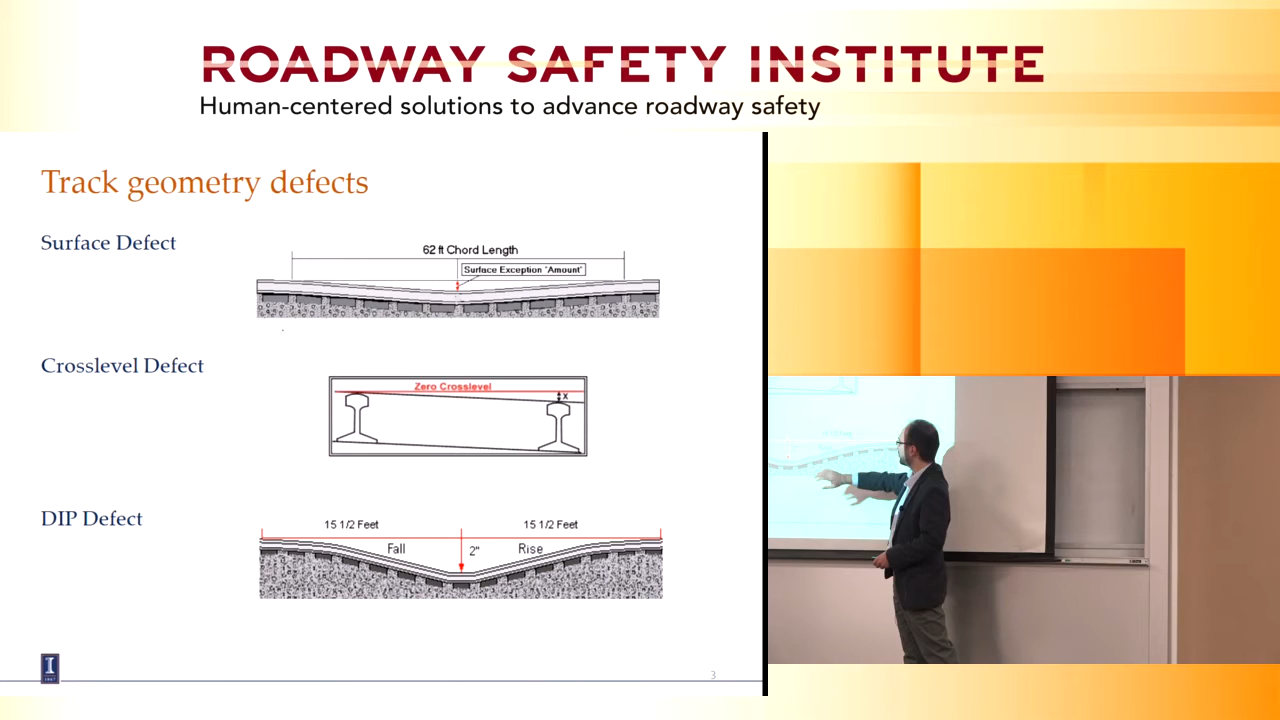 ROADWAY SAFETY INSTITUTE
Human-centered solutions to advance roadway safety
Track geometry defects
Surface Defect
62 ft Chord Length
Surface Exception "Amount"
Crosslevel Defect
Zero Crosslevel
X
DIP Defect
15 1/2 Feet
15 1/2 Feet
Fall
2"
Rise
I
3